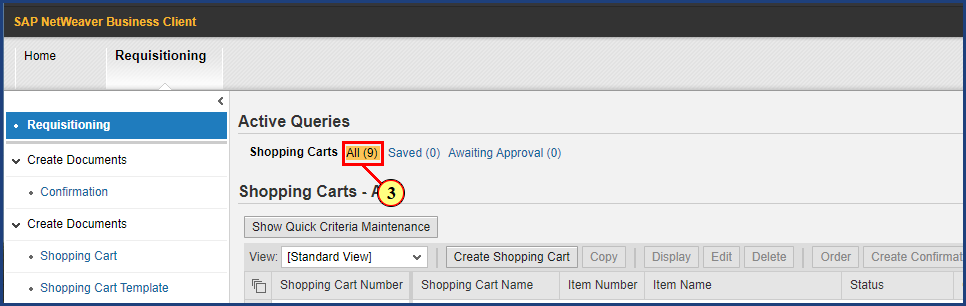 SAP NetWeaver Business Client
Home Requisitioning
Requisitioning
Create Documents
Confirmation
Create Documents
Shopping Cart
Shopping Cart Template
Active Queries
Shopping Carts All (9) Saved (0) Awaiting Approval (0)
3
Shopping Carts - A
Show Quick Criteria Maintenance
View: [Standard View] Create Shopping Cart Copy Display Edit Delete Order Create Confirmat
Shopping Cart Number Shopping Cart Name Item Number Item Name Status